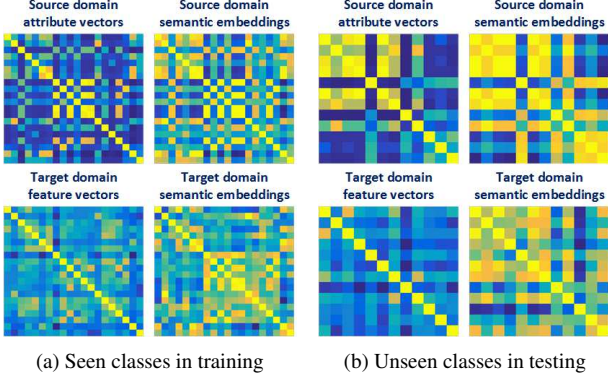 Source domain
attribute vectors
Source domain
semantic embeddings
Source domain
attribute vectors
Source domain
semantic embeddings
Target domain
feature vectors
Target domain
semantic embeddings
Target domain
feature vectors
Target domain
semantic embeddings
(a) Seen classes in training
(b) Unseen classes in testing